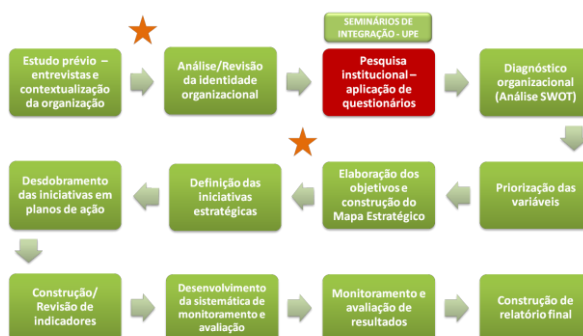 SEMINÁRIOS DE
INTEGRAÇÃO - UPE
Estudo prévio –
entrevistas e
contextualização
da organização
Análise/Revisão
da identidade
organizacional
Pesquisa
institucional –
aplicação de
questionários
Diagnóstico
organizacional
(Análise SWOT)
Desdobramento
das iniciativas em
planos de ação
Definição das
iniciativas
estratégicas
Elaboração dos
objetivos e
construção do
Mapa Estratégico
Priorização das
variáveis
Construção/
Revisão de
indicadores
Desenvolvimento
da sistemática de
monitoramento e
avaliação
Monitoramento e
avaliação de
resultados
Construção de
relatório final